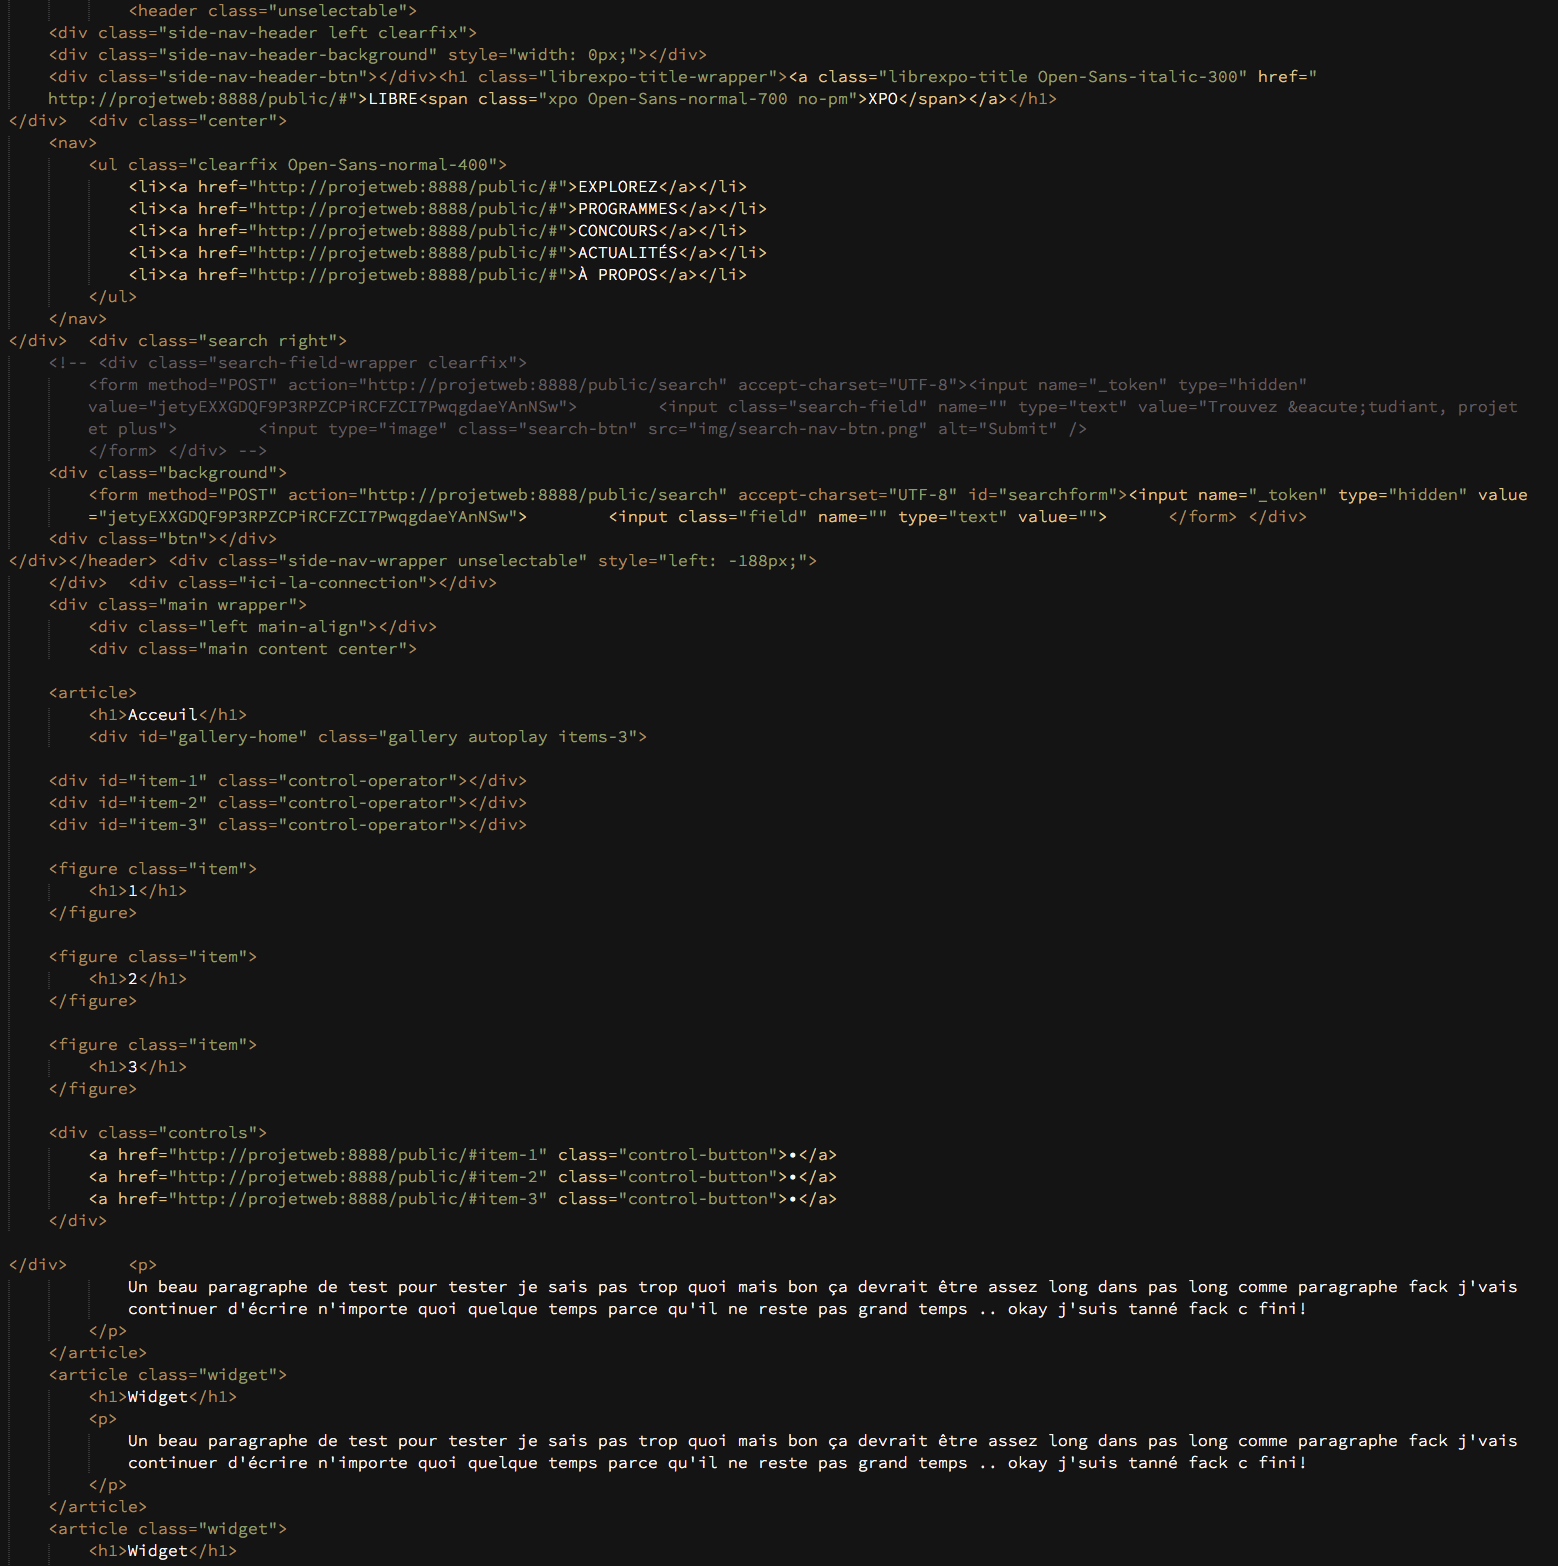 <header class="unselectable">
<div class="side-nav-header left clearfix">
<div class="side-nav-header-background" style="width: 0px;"></div>
<div class="side-nav-header-btn"></div><h1 class="librexpo-title-wrapper"><a class="librexpo-title Open-Sans-italic-300" href="
http://projetweb:8888/public/#">LIBRE<span class="xpo Open-Sans-normal-700 no-pm">XPO</span></a></h1>
</div>  <div class="center">
<nav>
<ul class="clearfix Open-Sans-normal-400">
<li><a href="http://projetweb:8888/public/#">EXPLOREZ</a></li>
<li><a href="http://projetweb:8888/public/#">PROGRAMMES</a></li>
<li><a href="http://projetweb:8888/public/#">CONCOURS</a></li>
<li><a href="http://projetweb:8888/public/#">ACTUALITÉS</a></li>
<li><a href="http://projetweb:8888/public/#">À PROPOS</a></li>
</ul>
</nav>
</div>  <div class="search right">
<!-- <div class="search-field-wrapper clearfix">
<form method="POST" action="http://projetweb:8888/public/search" accept-charset="UTF-8"><input name="_token" type="hidden"
value="jetyEXXGDQF9P3RPZCPiRCFZCI7PwqgdaeYAnNSw">        <input class="search-field" name="" type="text" value="Trouvez &eacute;tudiant, projet
et plus">        <input type="image" class="search-btn" src="img/search-nav-btn.png" alt="Submit" />
</form> </div> -->
<div class="background">
<form method="POST" action="http://projetweb:8888/public/search" accept-charset="UTF-8" id="searchform"><input name="_token" type="hidden" value
="jetyEXXGDQF9P3RPZCPiRCFZCI7PwqgdaeYAnNSw">        <input class="field" name="" type="text" value="">      </form> </div>
<div class="btn"></div>
</div></header> <div class="side-nav-wrapper unselectable" style="left: -188px;">
</div>  <div class="ici-la-connection"></div>
<div class="main wrapper">
<div class="left main-align"></div>
<div class="main content center">
<article>
<h1>Acceuil</h1>
<div id="gallery-home" class="gallery autoplay items-3">
<div id="item-1" class="control-operator"></div>
<div id="item-2" class="control-operator"></div>
<div id="item-3" class="control-operator"></div>
<figure class="item">
<h1>1</h1>
</figure>
<figure class="item">
<h1>2</h1>
</figure>
<figure class="item">
<h1>3</h1>
</figure>
<div class="controls">
<a href="http://projetweb:8888/public/#item-1" class="control-button">•</a>
<a href="http://projetweb:8888/public/#item-2" class="control-button">•</a>
<a href="http://projetweb:8888/public/#item-3" class="control-button">•</a>
</div>
</div>      <p>
Un beau paragraphe de test pour tester je sais pas trop quoi mais bon ça devrait être assez long dans pas long comme paragraphe fack j'vais
continuer d'écrire n'importe quoi quelque temps parce qu'il ne reste pas grand temps .. okay j'suis tanné fack c fini!
</p>
</article>
<article class="widget">
<h1>Widget</h1>
<p>
Un beau paragraphe de test pour tester je sais pas trop quoi mais bon ça devrait être assez long dans pas long comme paragraphe fack j'vais
continuer d'écrire n'importe quoi quelque temps parce qu'il ne reste pas grand temps .. okay j'suis tanné fack c fini!
</p>
</article>
<article class="widget">
<h1>Widget</h1>